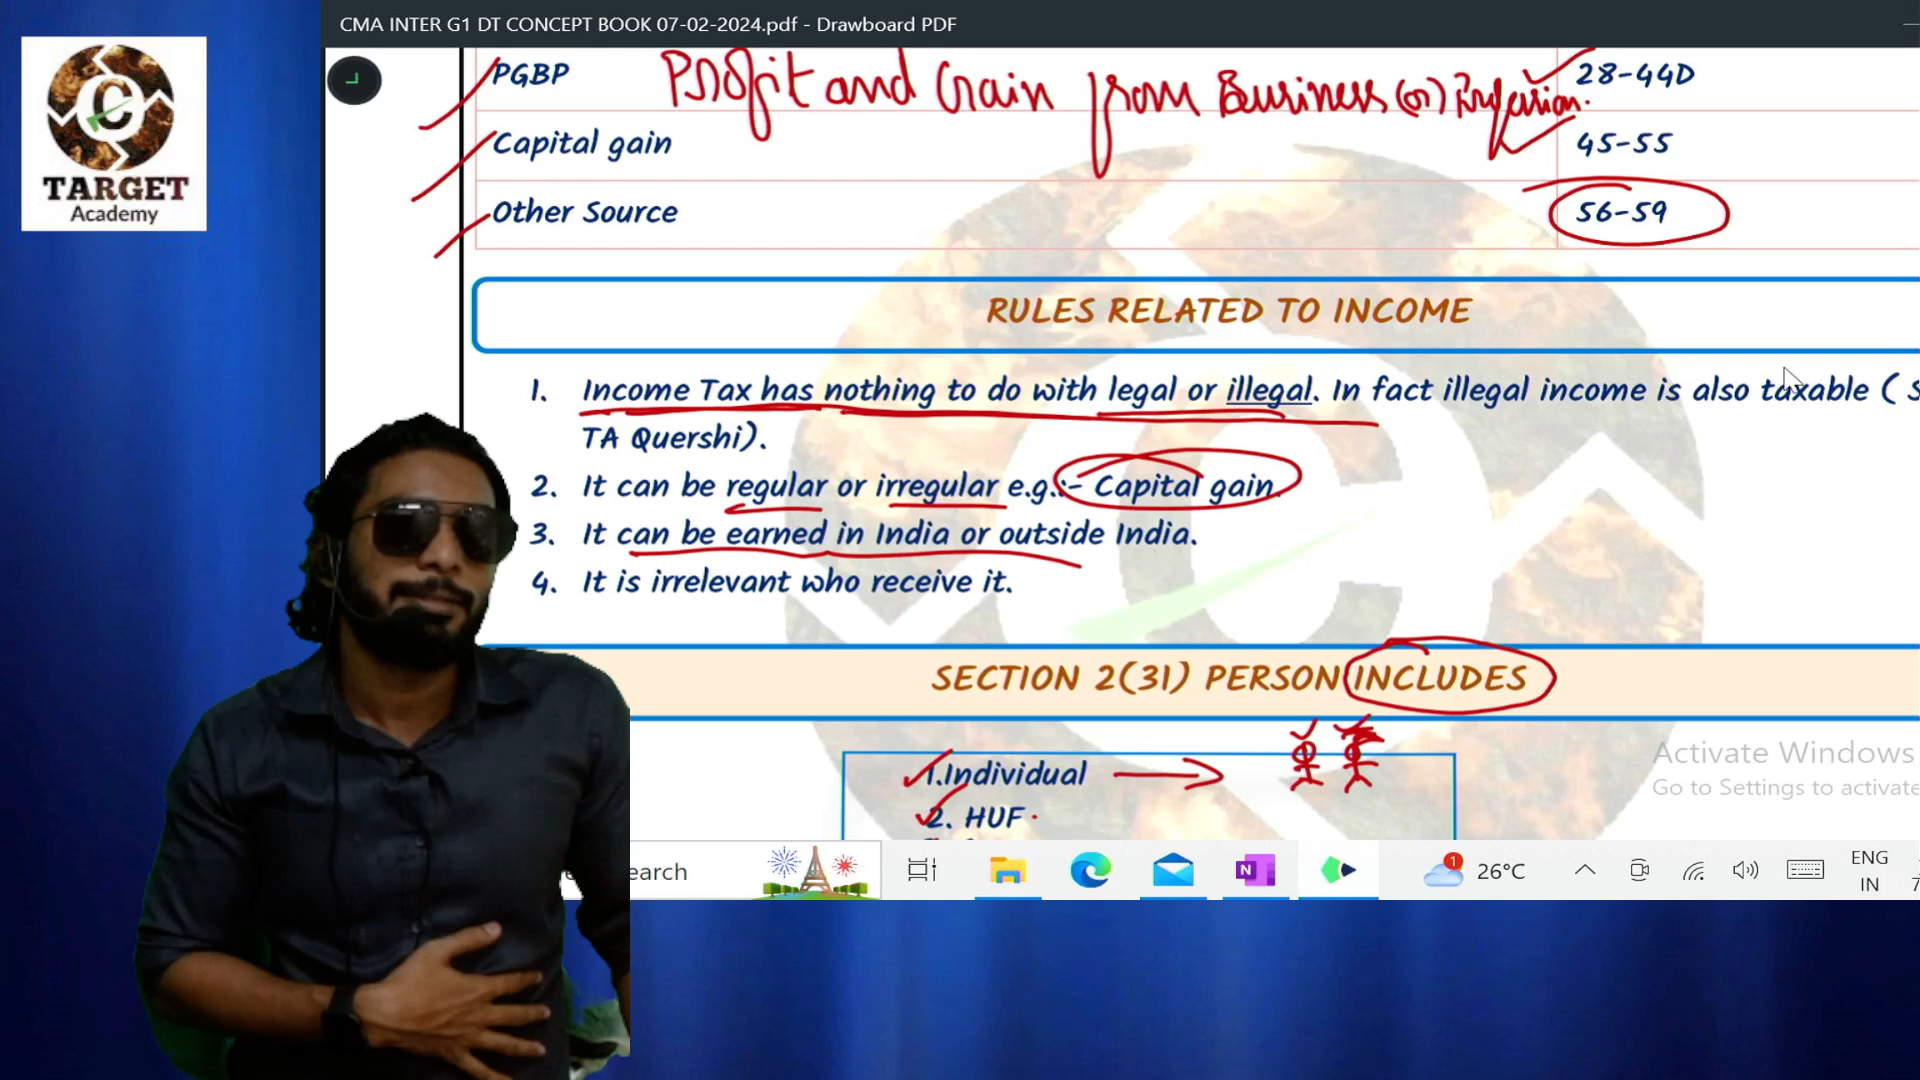 CMA INTER G1 DT CONCEPT BOOK 07-02-2024.pdf - Drawboard PDF
TARGET
Academy
PGBP Profit and Gain from Business (or) Profession. 28-44D
Capital gain 45-55
Other Source 56-59
RULES RELATED TO INCOME
1. Income Tax has nothing to do with legal or illegal. In fact illegal income is also taxable ( S
TA Quershi).
2. It can be regular or irregular e.g.:- Capital gain.
3. It can be earned in India or outside India.
4. It is irrelevant who receive it.
SECTION 2(31) PERSON INCLUDES
1.Individual
2. HUF
Activate Windows
Go to Settings to activate
earch
1
26°C
ENG
IN